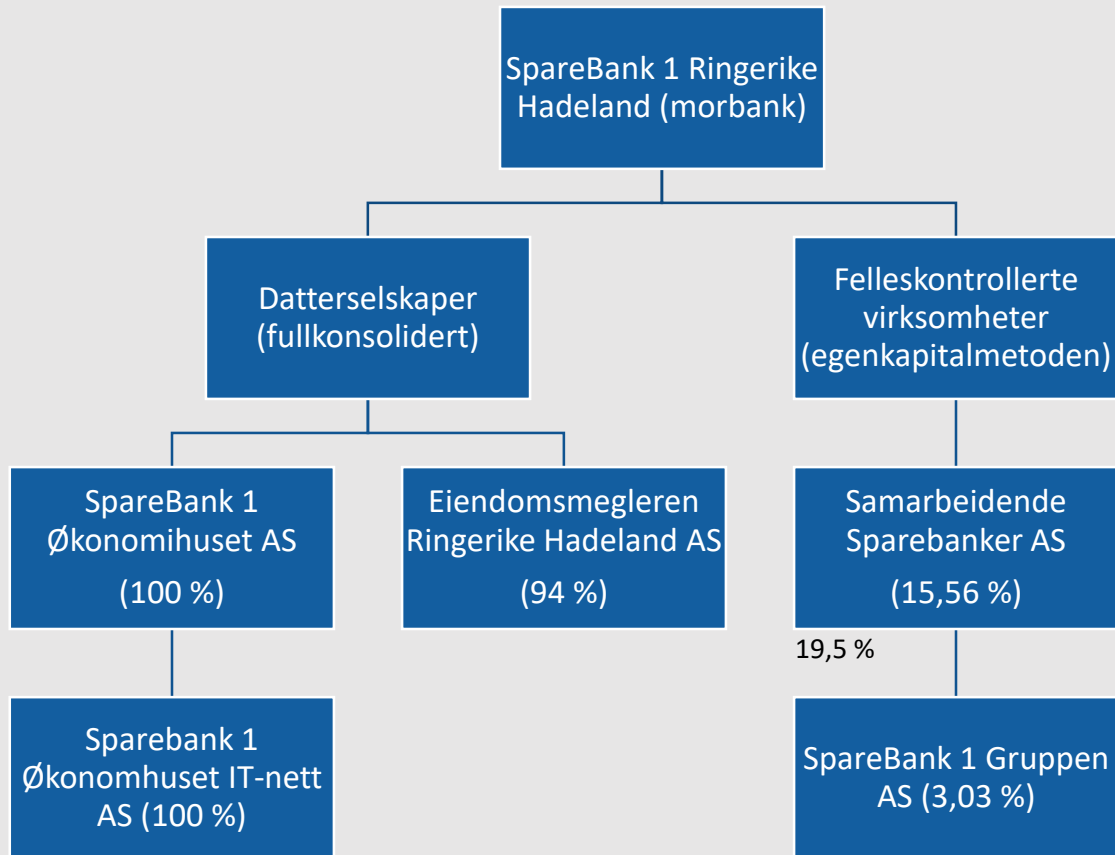 SpareBank 1 Ringerike
Hadeland (morbank)
Datterselskaper
(fullkonsolidert)
Felleskontrollerte
virksomheter
(egenkapitalmetoden)
SpareBank 1
Økonomihuset AS
(100 %)
Eiendomsmegleren
Ringerike Hadeland AS
(94 %)
Samarbeidende
Sparebanker AS
(15,56 %)
19,5 %
Sparebank 1
Økonomhuset IT-nett
AS (100 %)
SpareBank 1 Gruppen
AS (3,03 %)